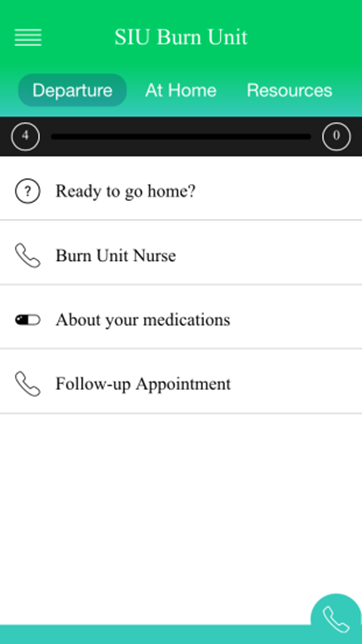 SIU Burn Unit
Departure At Home Resources
4 0
? Ready to go home?
Burn Unit Nurse
About your medications
Follow-up Appointment